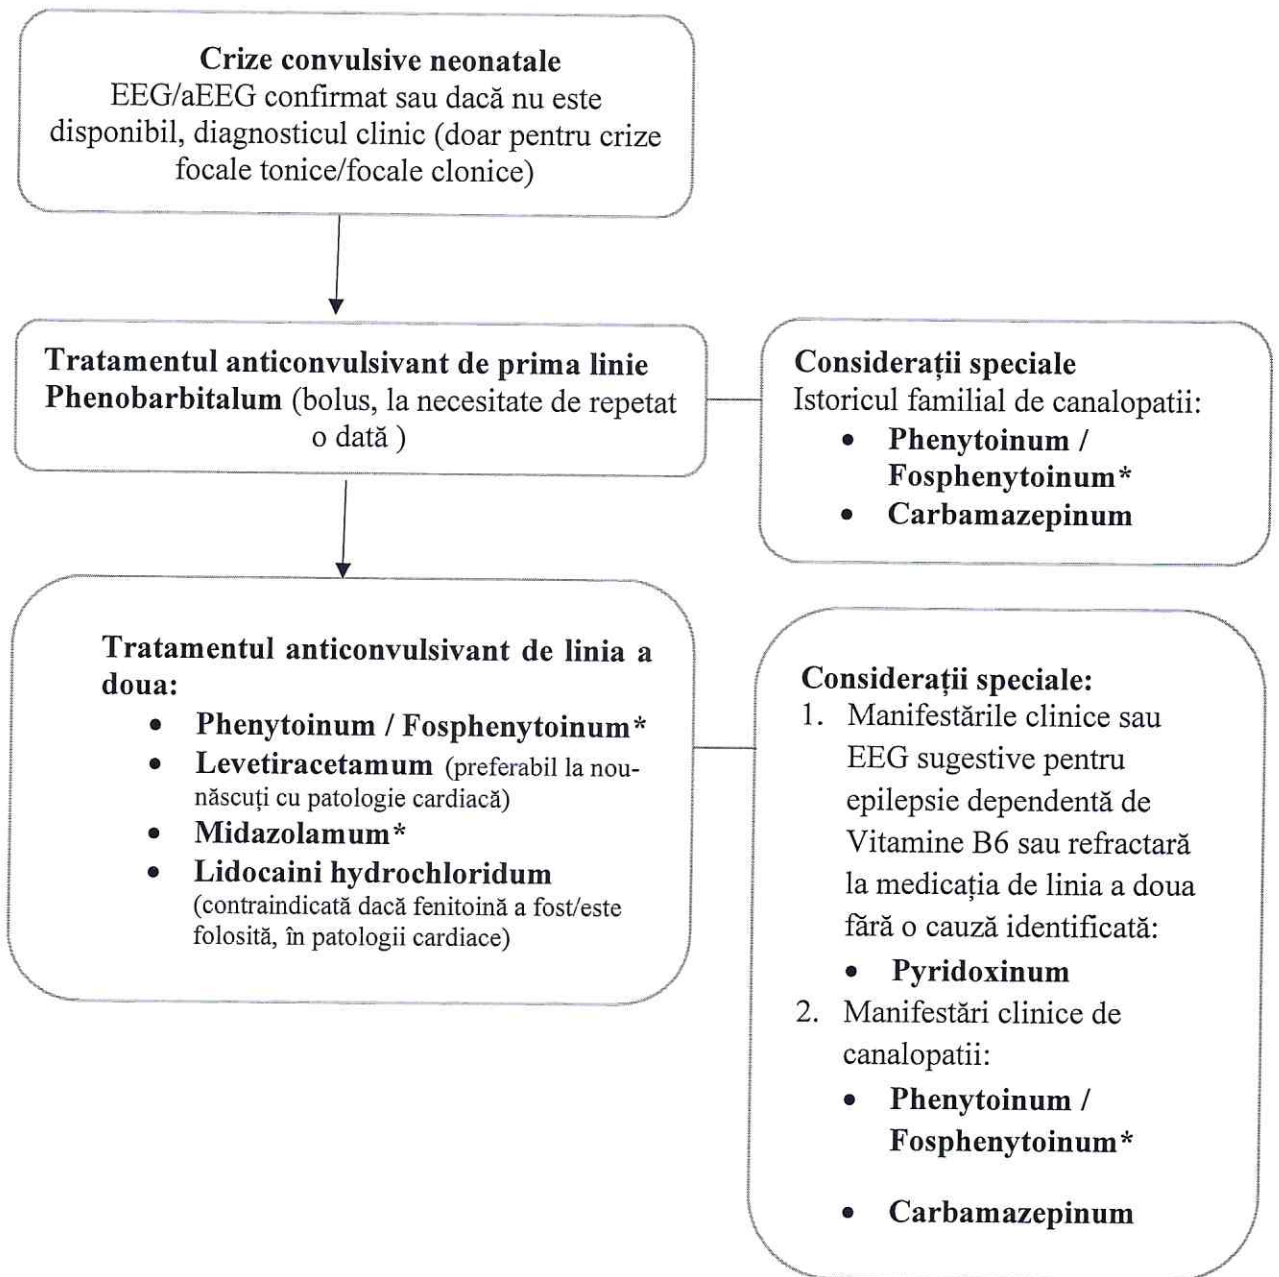 Crize convulsive neonatale
EEG/aEEG confirmat sau dacă nu este
disponibil, diagnosticul clinic (doar pentru crize
focale tonice/focale clonice)
Tratamentul anticonvulsivant de prima linie
Phenobarbitalum (bolus, la necesitate de repetat
o dată )
Considerații speciale
Istoricul familial de canalopatii:
• Phenytoinum /
Fosphenytoinum*
• Carbamazepinum
Tratamentul anticonvulsivant de linia a
doua:
• Phenytoinum / Fosphenytoinum*
• Levetiracetamum (preferabil la nou-
născuți cu patologie cardiacă)
• Midazolamum*
• Lidocaini hydrochloridum
(contraindicată dacă fenitoină a fost/este
folosită, în patologii cardiace)
Considerații speciale:
1. Manifestările clinice sau
EEG sugestive pentru
epilepsie dependentă de
Vitamine B6 sau refractară
la medicația de linia a doua
fără o cauză identificată:
• Pyridoxinum
2. Manifestări clinice de
canalopatii:
• Phenytoinum /
Fosphenytoinum*
• Carbamazepinum